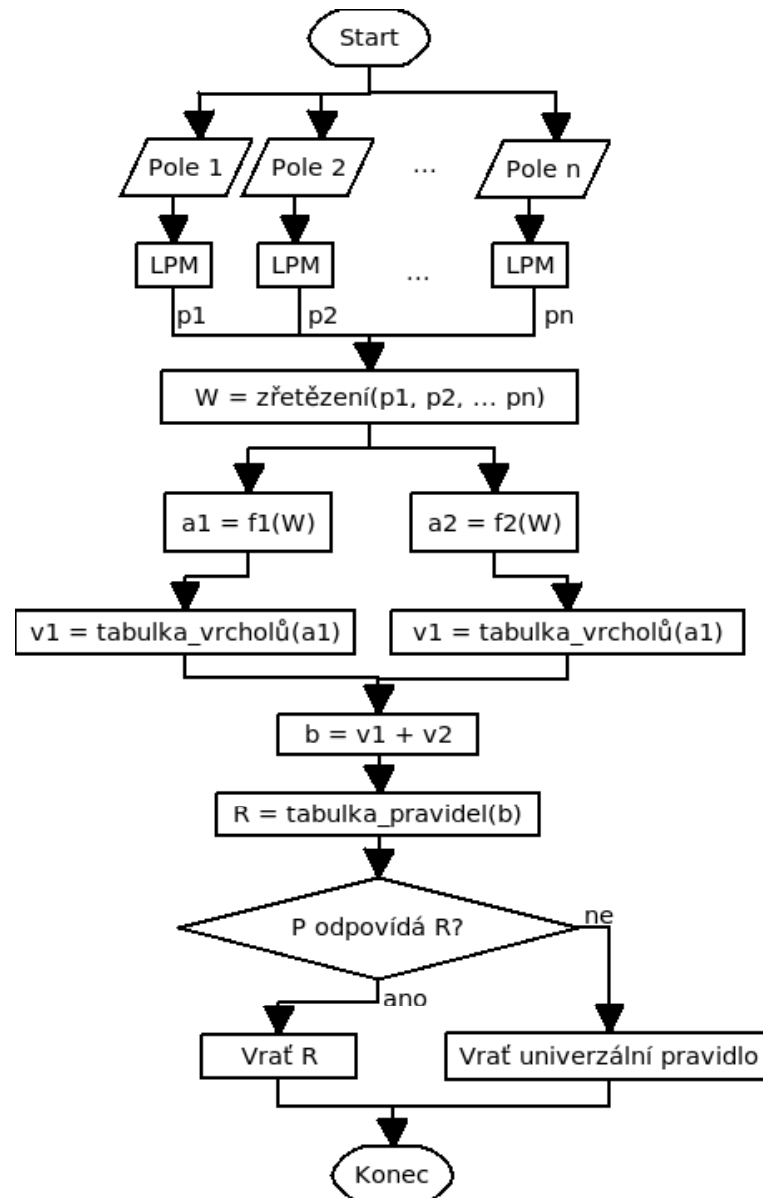 Start
Pole 1
Pole 2
...
Pole n
LPM
LPM
...
LPM
p1
p2
pn
W = zřetězení(p1, p2, ... pn)
a1 = f1(W)
a2 = f2(W)
v1 = tabulka_vrcholů(a1)
v1 = tabulka_vrcholů(a1)
b = v1 + v2
R = tabulka_pravidel(b)
P odpovídá R?
ne
ano
Vrať R
Vrať univerzální pravidlo
Konec